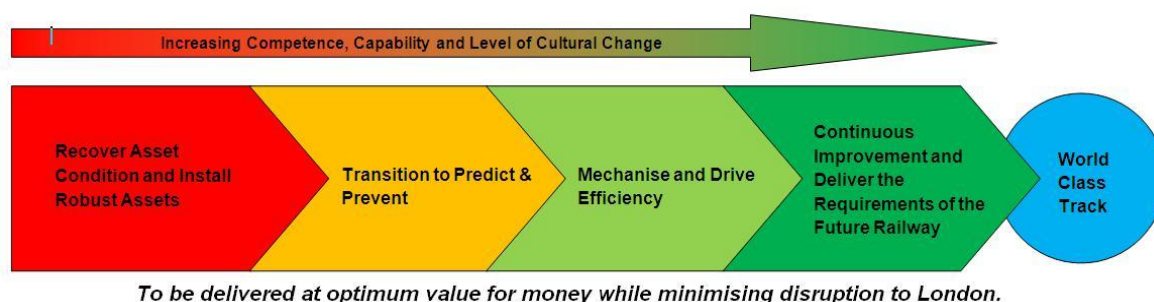 Increasing Competence, Capability and Level of Cultural Change
Recover Asset
Condition and Install
Robust Assets
Transition to Predict &
Prevent
Mechanise and Drive
Efficiency
Continuous
Improvement and
Deliver the
Requirements of the
Future Railway
World
Class
Track
To be delivered at optimum value for money while minimising disruption to London.